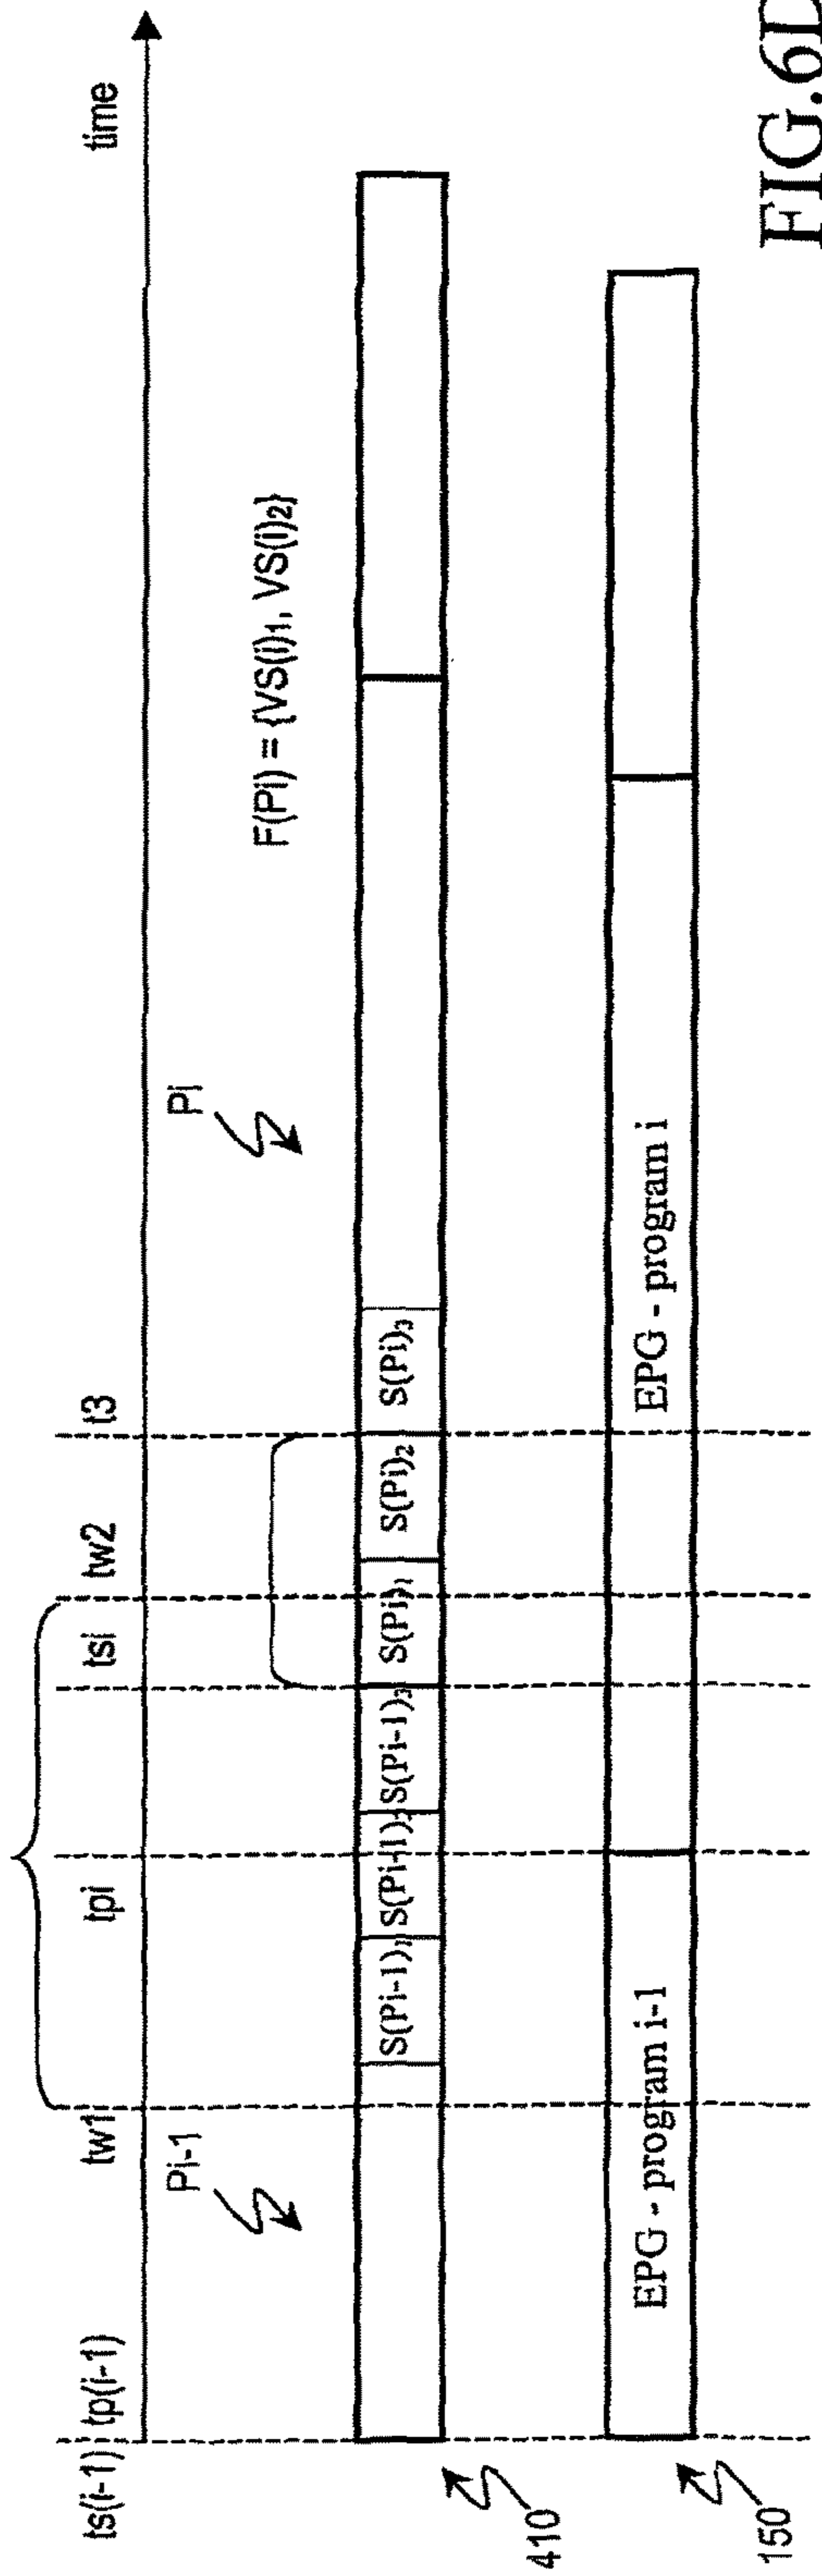 ts(i-1) tp(i-1) tw1 tpi tsi tw2 t3 time
Pi-1 Pi
F(Pi) = {VS(i)1, VS(i)2}
S(Pi-1)1 S(Pi-1)2 S(Pi-1)3 S(Pi)1 S(Pi)2 S(Pi)3
410
EPG - program i-1 EPG - program i
150
FIG.6D